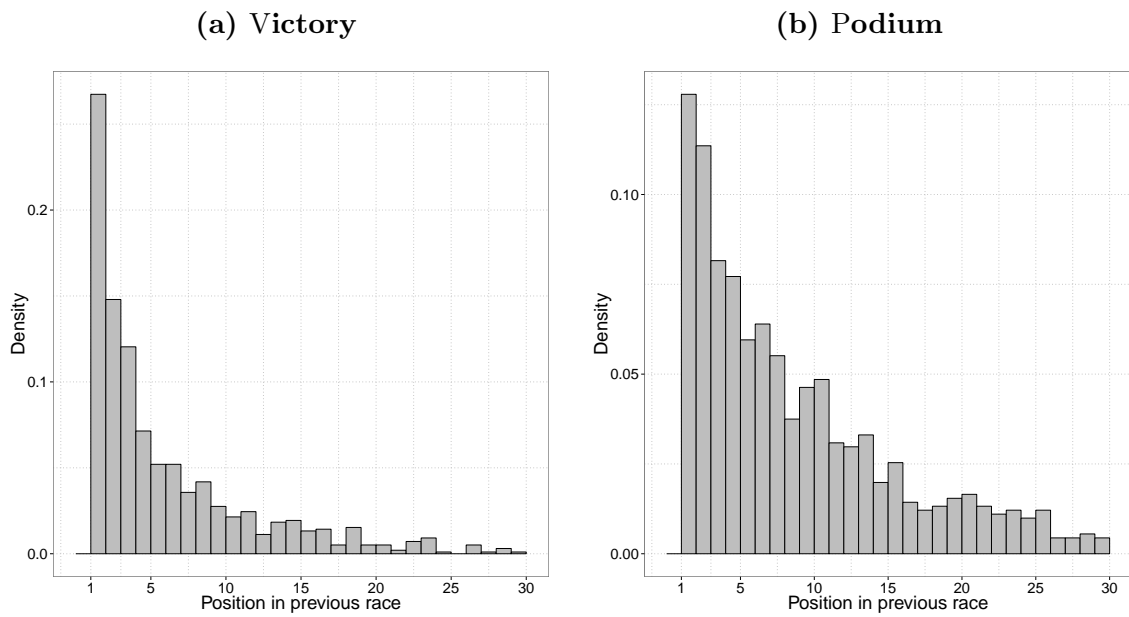 (a) Victory
0.2
0.1
0.0
Density
1 5 10 15 20 25 30
Position in previous race
(b) Podium
0.10
0.05
0.00
Density
1 5 10 15 20 25 30
Position in previous race